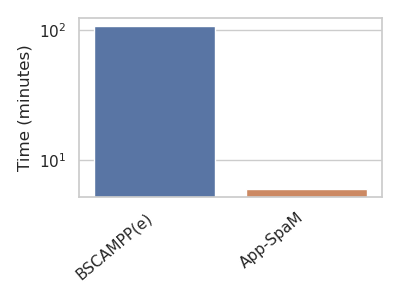 Time (minutes)
10²
10¹
BSCAMPP(e)
App-SpaM